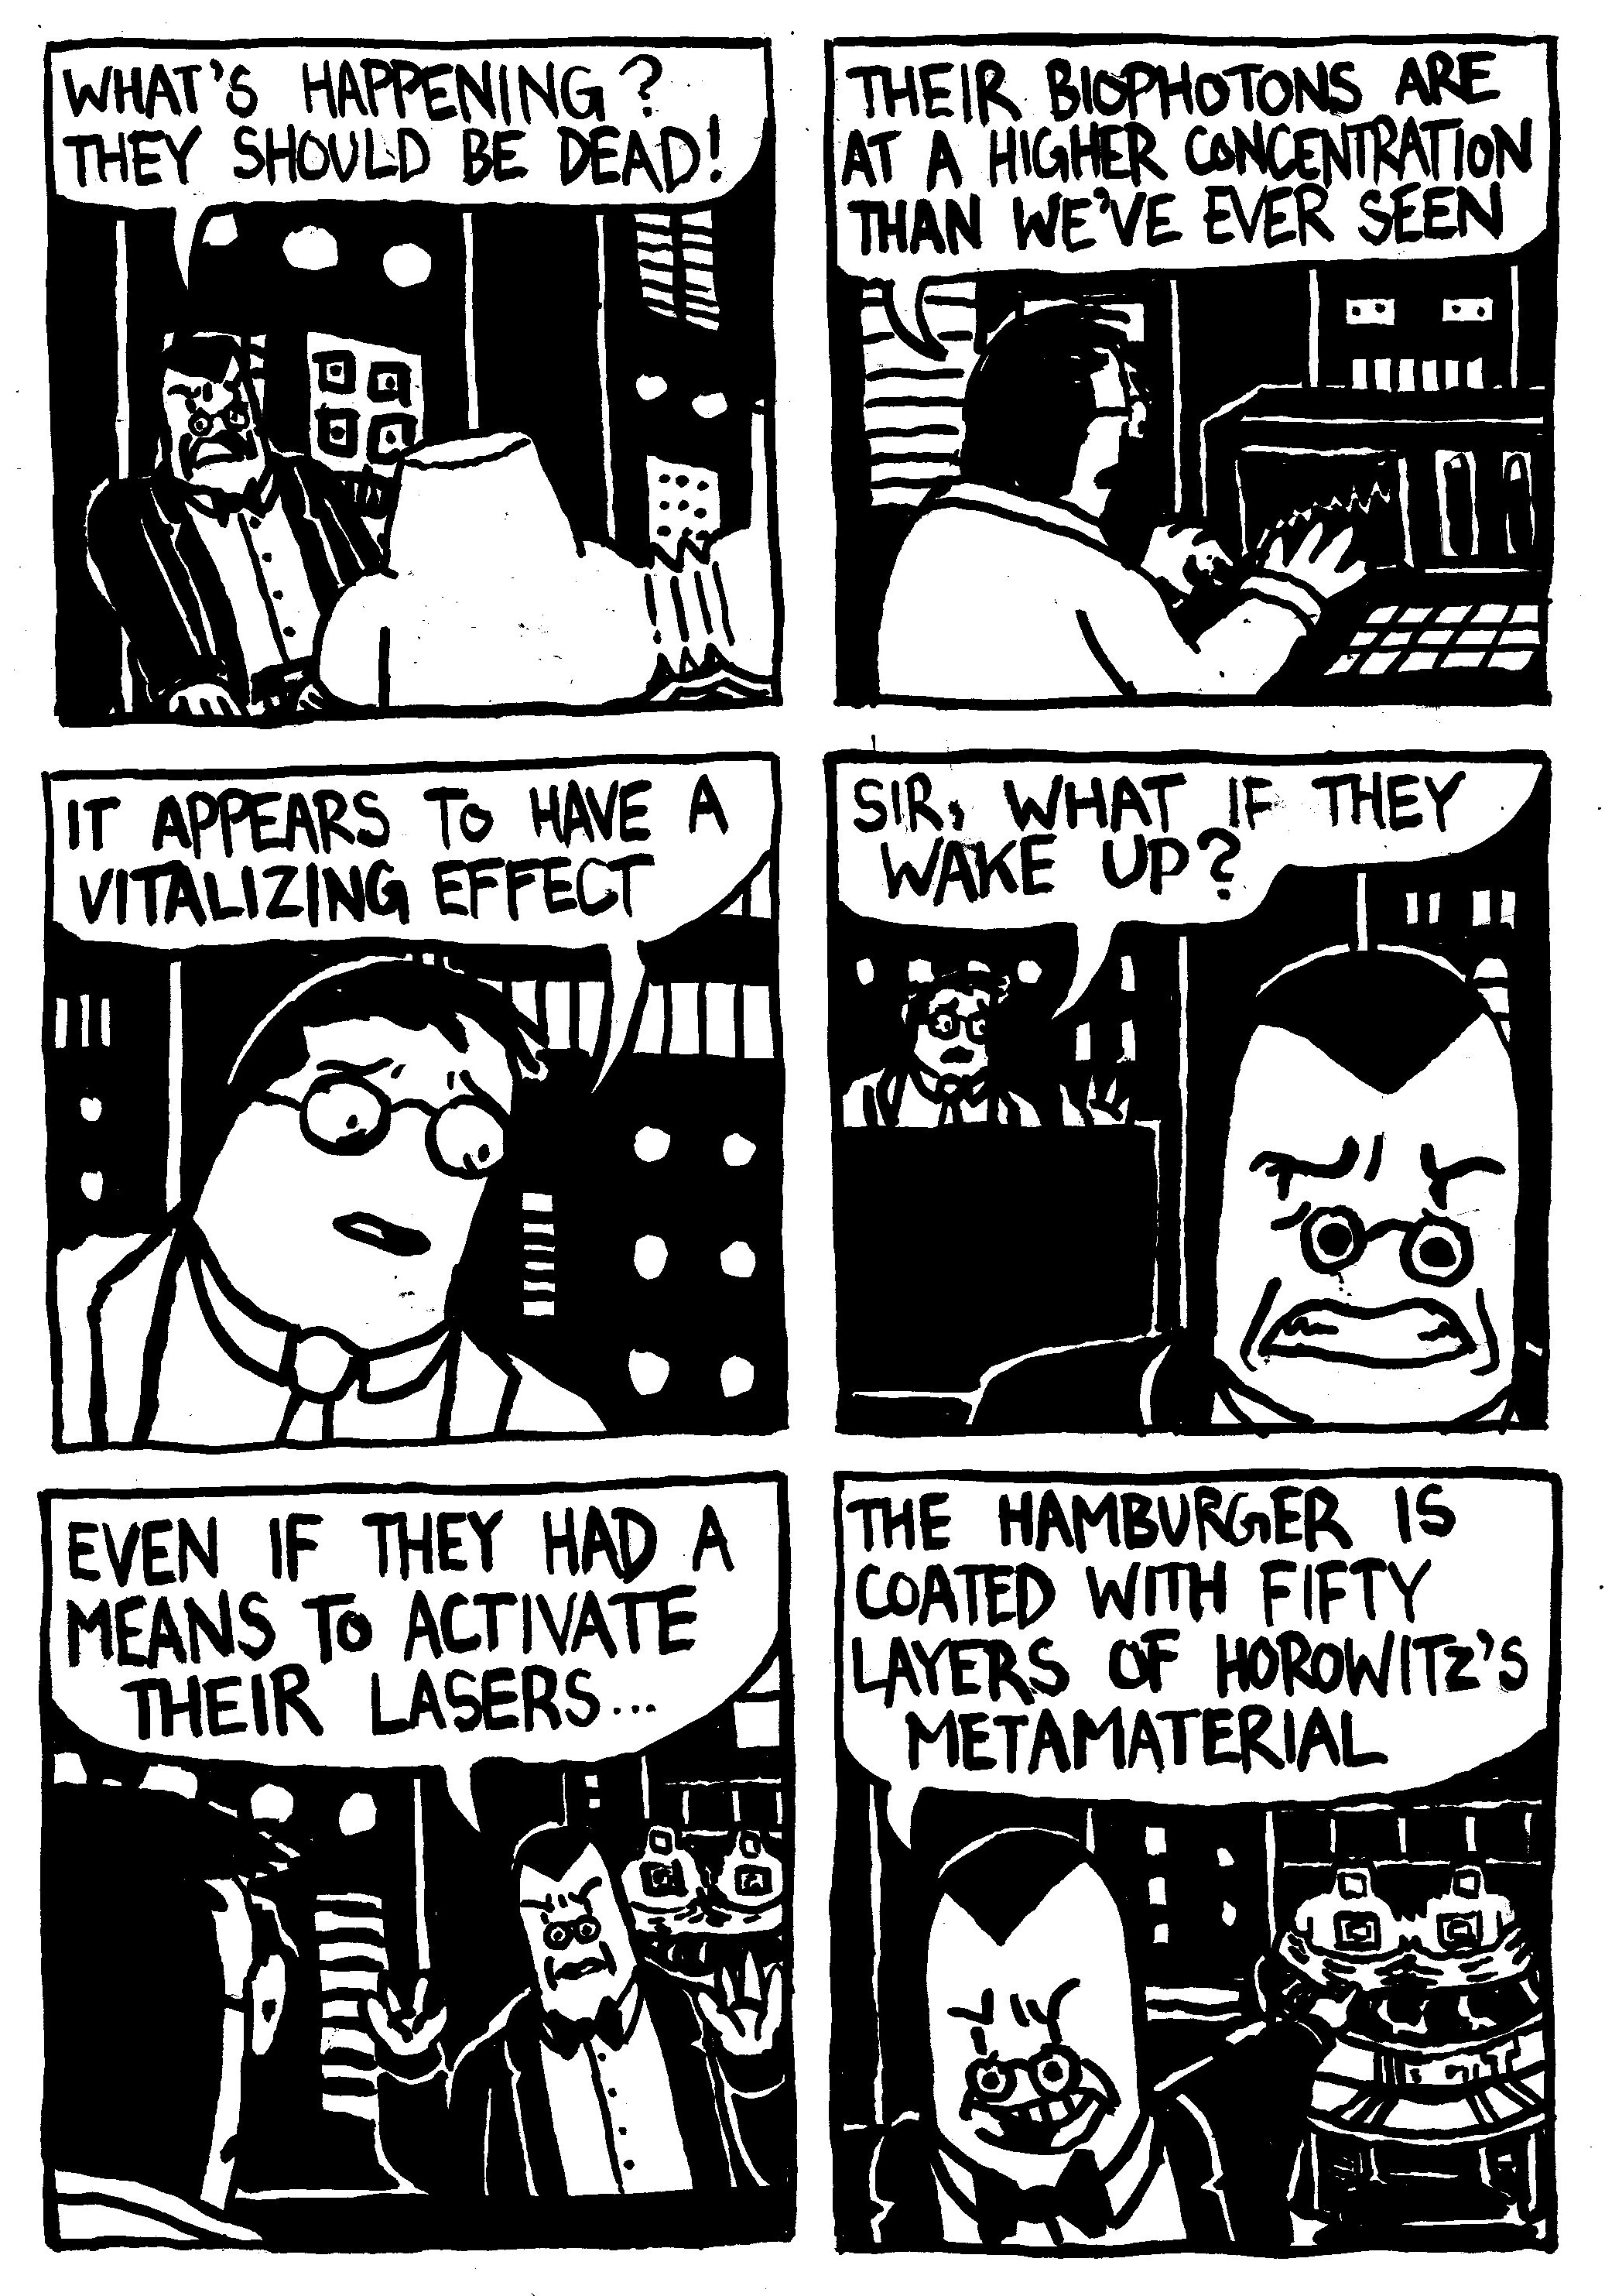 WHAT'S HAPPENING?
THEY SHOULD BE DEAD!
THEIR BIOPHOTONS ARE
AT A HIGHER CONCENTRATION
THAN WE'VE EVER SEEN
IT APPEARS TO HAVE A
VITALIZING EFFECT
SIR, WHAT IF THEY
WAKE UP?
EVEN IF THEY HAD A
MEANS TO ACTIVATE
THEIR LASERS...
THE HAMBURGER IS
COATED WITH FIFTY
LAYERS OF HOROWITZ'S
METAMATERIAL